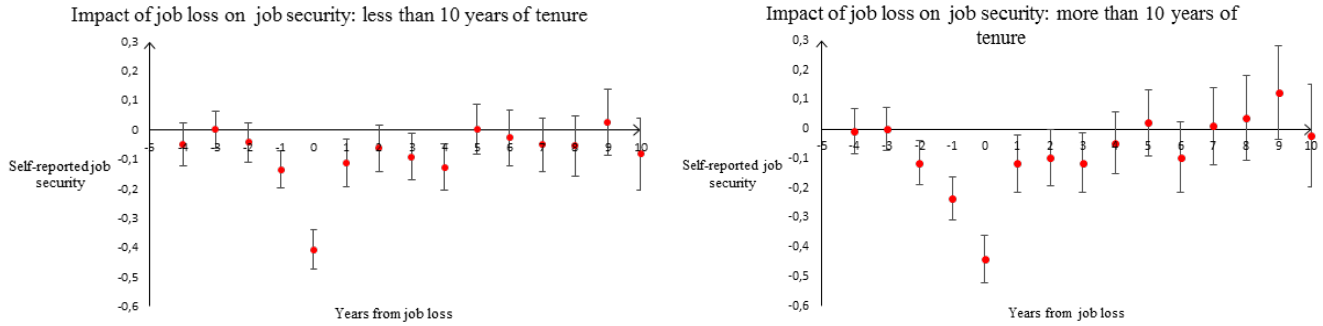 Impact of job loss on job security: less than 10 years of tenure
0,3
0,2
0,1
0
-0,1
-0,2
-0,3
-0,4
-0,5
-0,6
-5 -4 -3 -2 -1 0 1 2 3 4 5 6 7 8 9 10
Self-reported job
security
Years from job loss
Impact of job loss on job security: more than 10 years of
tenure
0,3
0,2
0,1
0
-0,1
-0,2
-0,3
-0,4
-0,5
-0,6
-5 -4 -3 -2 -1 0 1 2 3 4 5 6 7 8 9 10
Self-reported job
security
Years from job loss